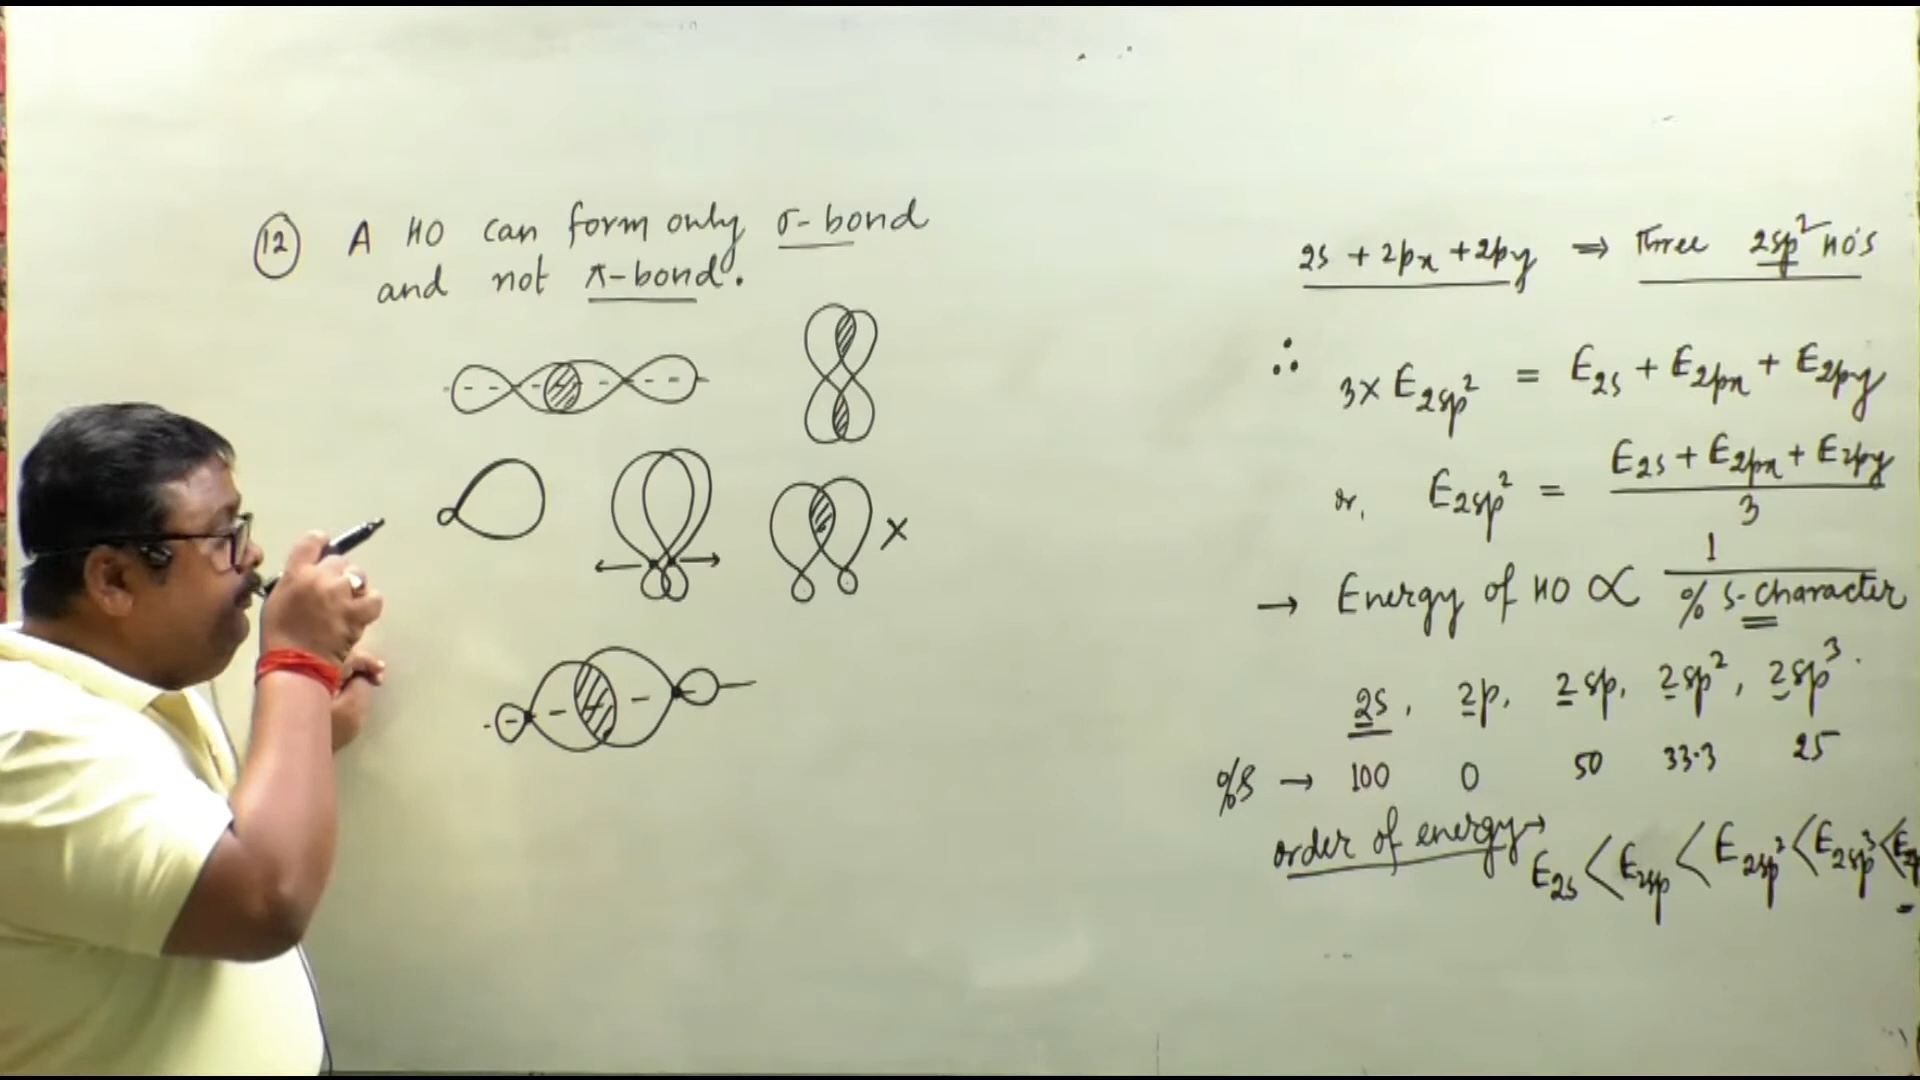 12 A HO can form only σ-bond
and not π-bond.
×
2s + 2px + 2py ⇒ Three 2sp² HO's
∴ 3× E2sp² = E2s + E2px + E2py
or, E2sp² = E2s + E2px + E2py / 3
→ Energy of HO ∝ 1 / % s-character
2s, 2p, 2sp, 2sp², 2sp³.
%s → 100 0 50 33.3 25
order of energy→ E2s < E2sp < E2sp² < E2sp³ <